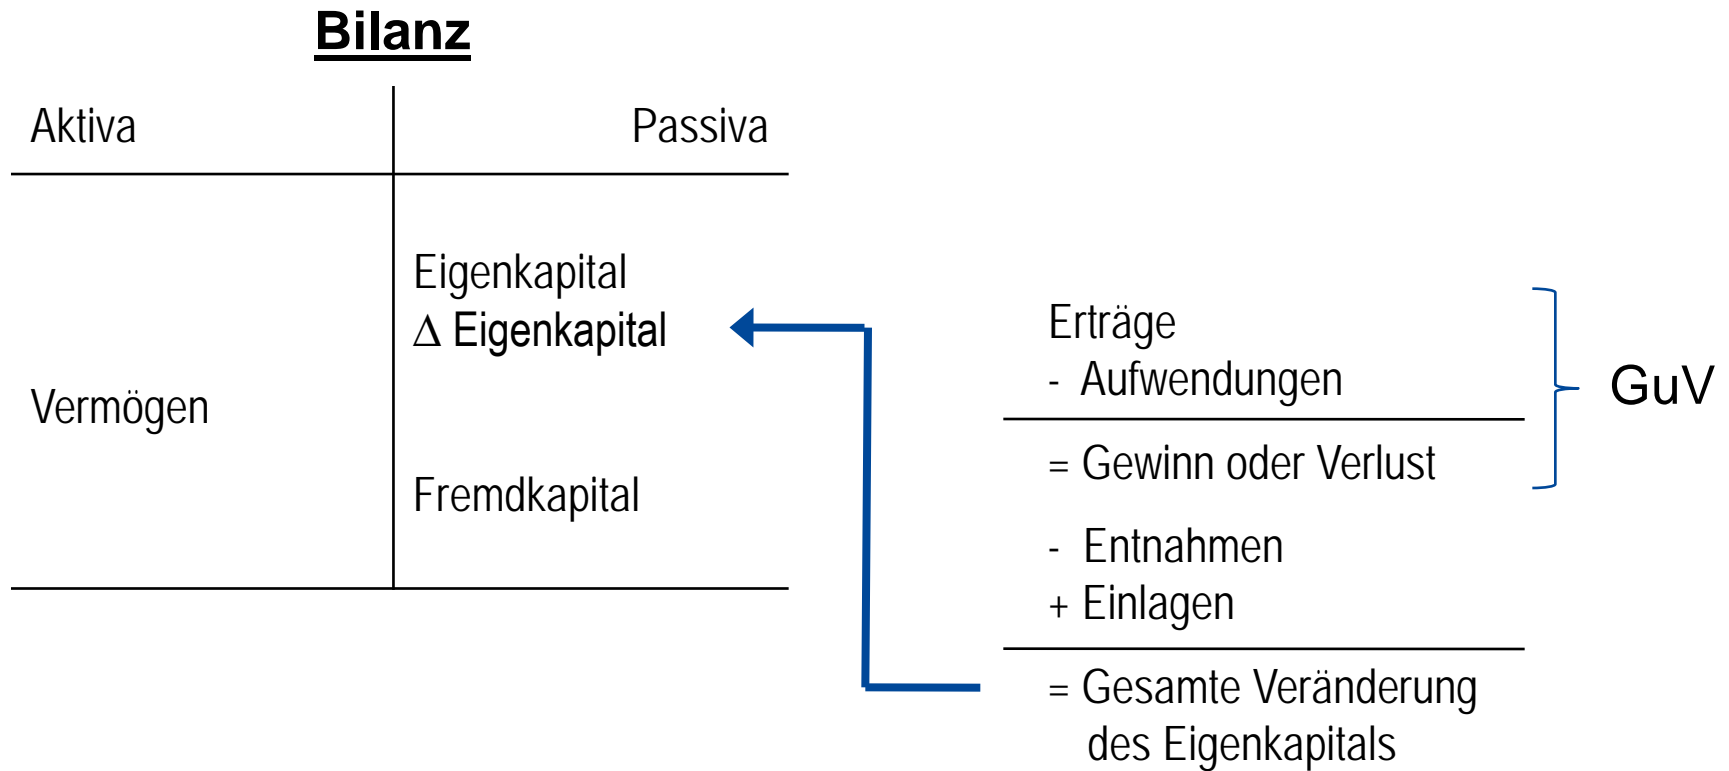 Bilanz
Aktiva
Passiva
Vermögen
Eigenkapital
Δ Eigenkapital
Fremdkapital
Erträge
- Aufwendungen
= Gewinn oder Verlust
- Entnahmen
+ Einlagen
= Gesamte Veränderung
des Eigenkapitals
GuV